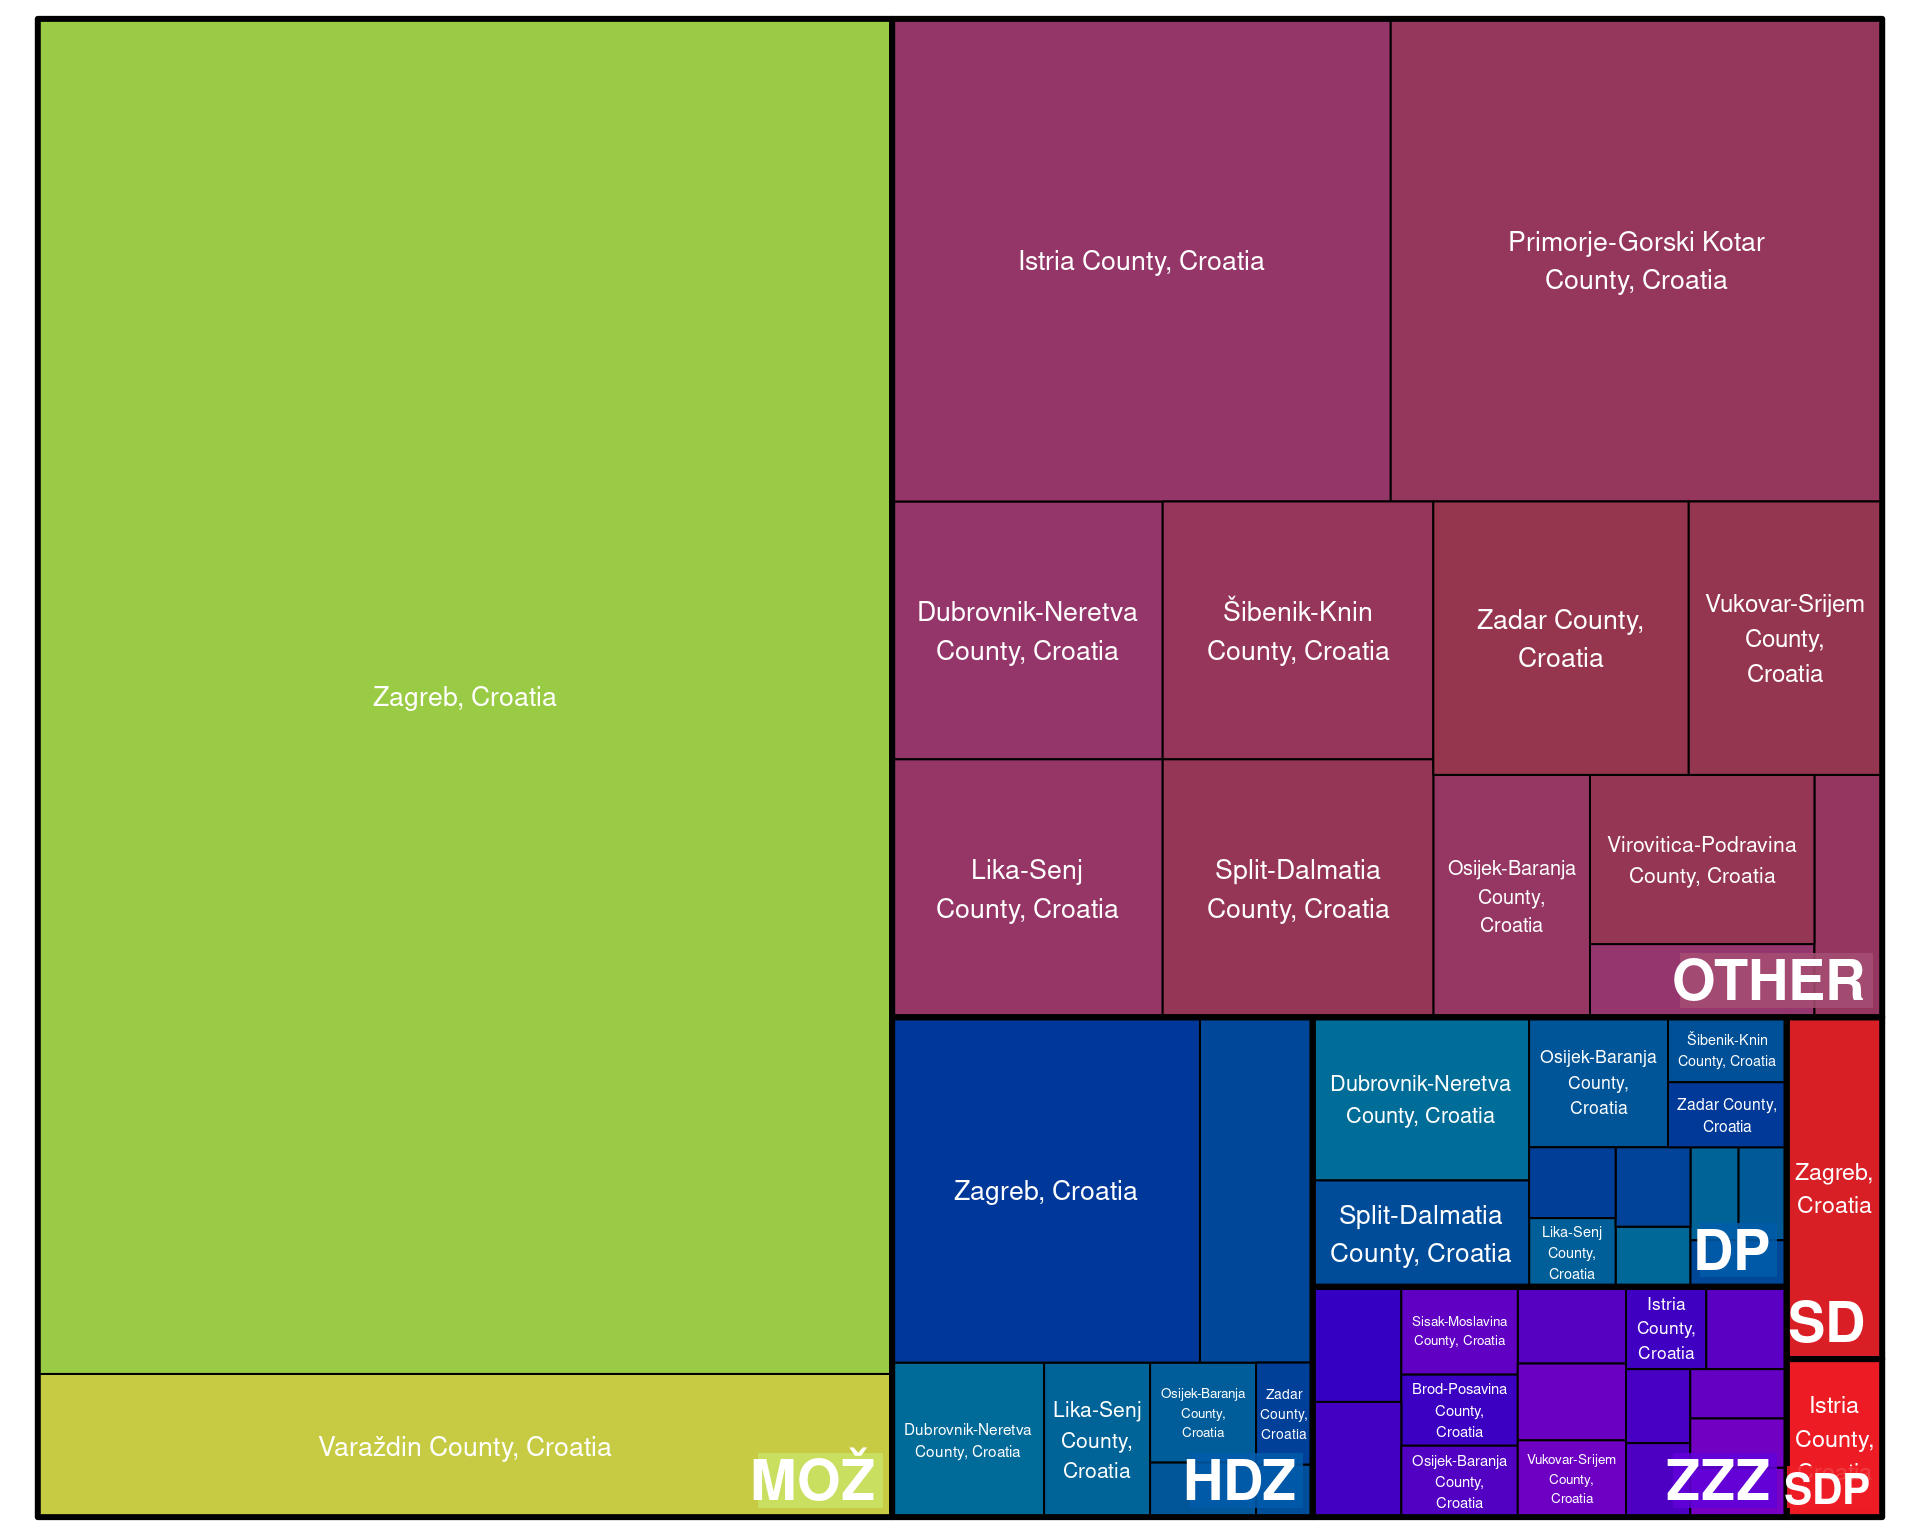 Zagreb, Croatia
Varaždin County, Croatia
MOŽ
Istria County, Croatia
Primorje-Gorski Kotar
County, Croatia
Dubrovnik-Neretva
County, Croatia
Šibenik-Knin
County, Croatia
Zadar County,
Croatia
Vukovar-Srijem
County,
Croatia
Lika-Senj
County, Croatia
Split-Dalmatia
County, Croatia
Osijek-Baranja
County,
Croatia
Virovitica-Podravina
County, Croatia
OTHER
Zagreb, Croatia
Dubrovnik-Neretva
County, Croatia
Lika-Senj
County,
Croatia
Osijek-Baranja
County,
Croatia
Zadar
County,
Croatia
HDZ
Dubrovnik-Neretva
County, Croatia
Split-Dalmatia
County, Croatia
Osijek-Baranja
County,
Croatia
Šibenik-Knin
County, Croatia
Zadar County,
Croatia
Lika-Senj
County,
Croatia
DP
Sisak-Moslavina
County, Croatia
Brod-Posavina
County,
Croatia
Osijek-Baranja
County,
Croatia
Istria
County,
Croatia
Vukovar-Srijem
County,
Croatia
ZZZ
Zagreb,
Croatia
SD
Istria
County,
Croatia
SDP